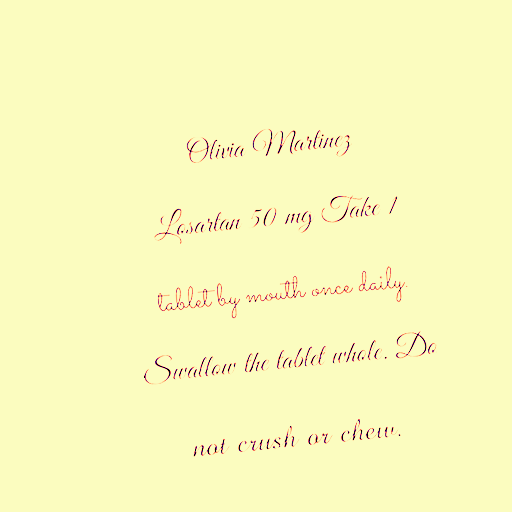 Olivia Martinez
Losartan 50 mg Take 1
tablet by mouth once daily.
Swallow the tablet whole. Do
not crush or chew.